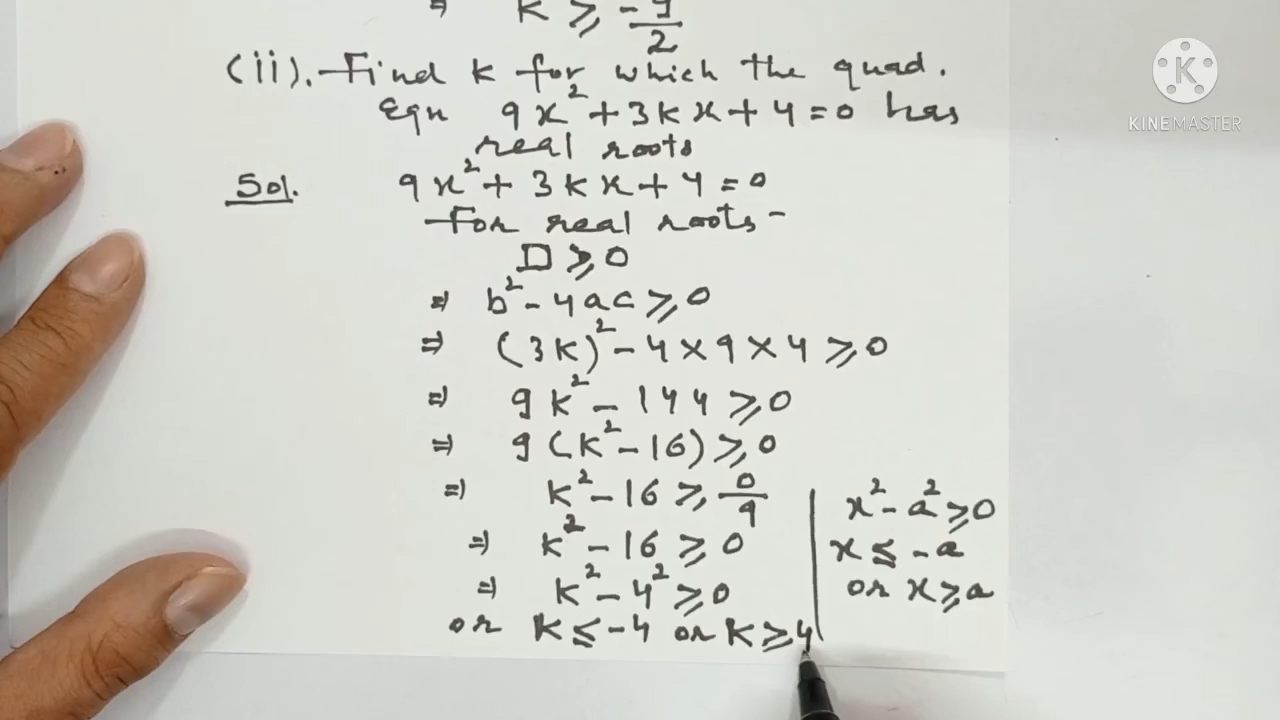 ⇒ K ≥ -9/2
(ii). Find K for which the quad.
Eqn 9x² + 3Kx + 4 = 0 has
real roots
Sol. 9x² + 3Kx + 4 = 0
For real roots -
D ≥ 0
⇒ b² - 4ac ≥ 0
⇒ (3K)² - 4 × 9 × 4 ≥ 0
⇒ 9K² - 144 ≥ 0
⇒ 9(K² - 16) ≥ 0
⇒ K² - 16 ≥ 0/9
⇒ K² - 16 ≥ 0
⇒ K² - 4² ≥ 0
or K ≤ -4 or K ≥ 4
x² - a² ≥ 0
x ≤ -a
or x ≥ a
K
KINEMASTER